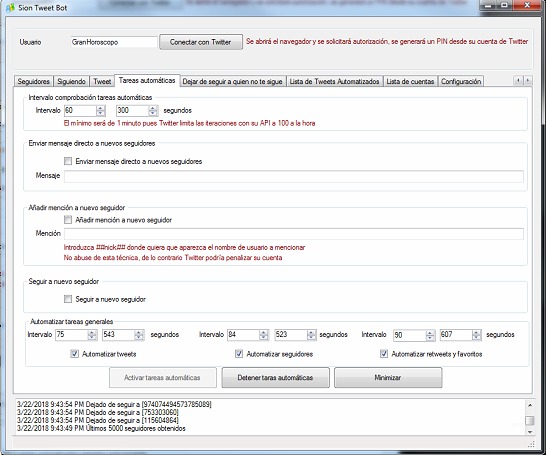 Sion Tweet Bot
Usuario GranHoroscopo Conectar con Twitter Se abrirá el navegador y se solicitará autorización, se generará un PIN desde su cuenta de Twitter
Seguidores Siguiendo Tweet Tareas automáticas Dejar de seguir a quien no te sigue Lista de Tweets Automatizados Lista de cuentas Configuración
Intervalo comprobación tareas automáticas
Intervalo 60 300 segundos
El mínimo será de 1 minuto pues Twitter limita las iteraciones con su API a 100 a la hora
Enviar mensaje directo a nuevos seguidores
Enviar mensaje directo a nuevos seguidores
Mensaje
Añadir mención a nuevo seguidor
Añadir mención a nuevo seguidor
Mención
Introduzca ##nick## donde quiera que aparezca el nombre de usuario a mencionar
No abuse de esta técnica, de lo contrario Twitter podría penalizar su cuenta
Seguir a nuevo seguidor
Seguir a nuevo seguidor
Automatizar tareas generales
Intervalo 75 543 segundos Intervalo 84 523 segundos Intervalo 90 607 segundos
Automatizar tweets Automatizar seguidores Automatizar retweets y favoritos
Activar tareas automáticas Detener taras automáticas Minimizar
3/22/2018 9:43:54 PM Dejado de seguir a [974074494573785089]
3/22/2018 9:43:54 PM Dejado de seguir a [753303060]
3/22/2018 9:43:54 PM Dejado de seguir a [115604864]
3/22/2018 9:43:49 PM Últimos 5000 seguidores obtenidos